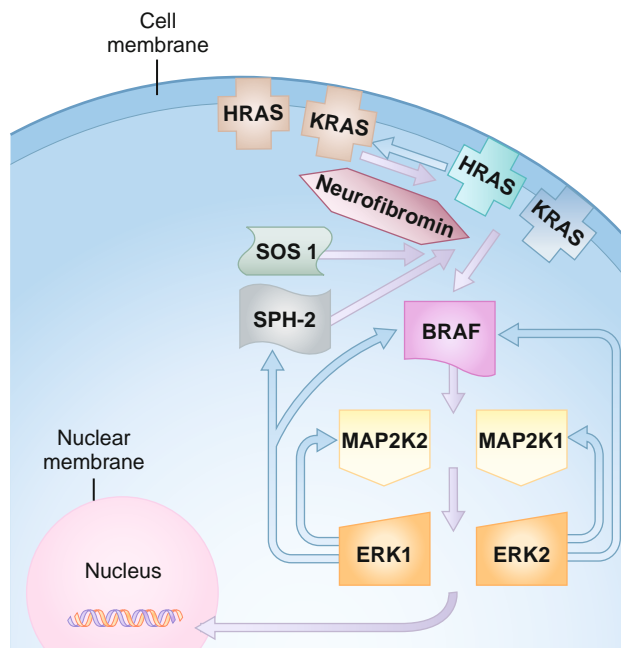 Cell
membrane
HRAS
KRAS
HRAS
KRAS
Neurofibromin
SOS 1
SPH-2
BRAF
MAP2K2
MAP2K1
Nuclear
membrane
ERK1
ERK2
Nucleus